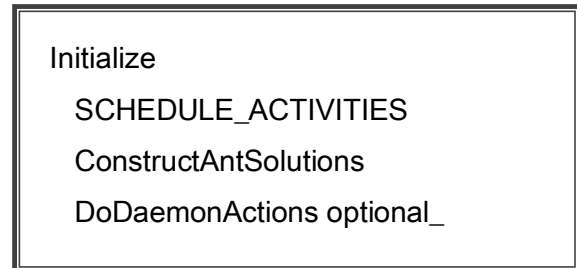 Initialize
SCHEDULE_ACTIVITIES
ConstructAntSolutions
DoDaemonActions optional_